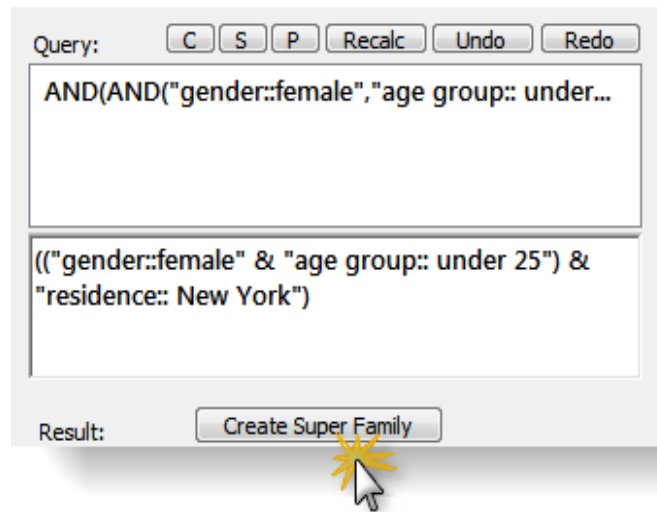 Query: C S P Recalc Undo Redo
AND(AND("gender::female","age group:: under...
(("gender::female" & "age group:: under 25") &
"residence:: New York")
Result: Create Super Family